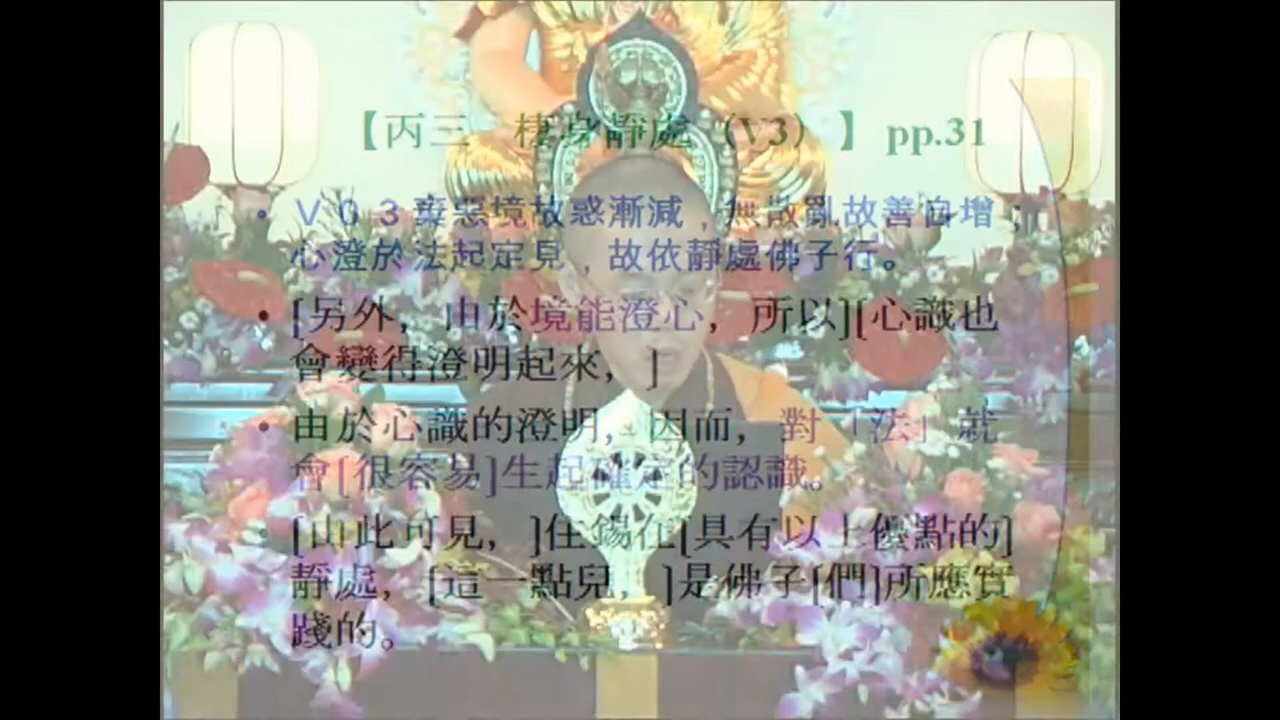 【丙三 棲身靜處（V3）】pp.31
• V03棄惡境故惑漸減，無散亂故善自增；
心澄於法起定見，故依靜處佛子行。
• [另外，由於境能澄心，所以][心識也
會變得澄明起來，]
• 由於心識的澄明，因而，對「法」就
會[很容易]生起確定的認識。
• [由此可見，]住錫在[具有以上優點的]
靜處，[這一點兒，]是佛子[們]所應實
踐的。